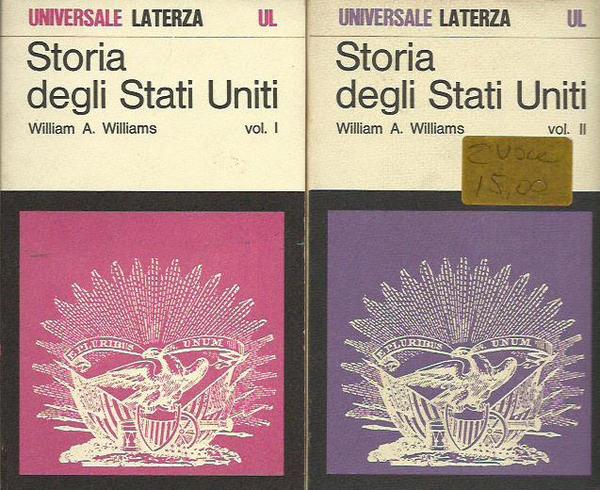 UNIVERSALE LATERZA UL
Storia
degli Stati Uniti
William A. Williams vol. I
E PLURIBUS UNUM
UNIVERSALE LATERZA UL
Storia
degli Stati Uniti
William A. Williams vol. II
15,00
E PLURIBUS UNUM